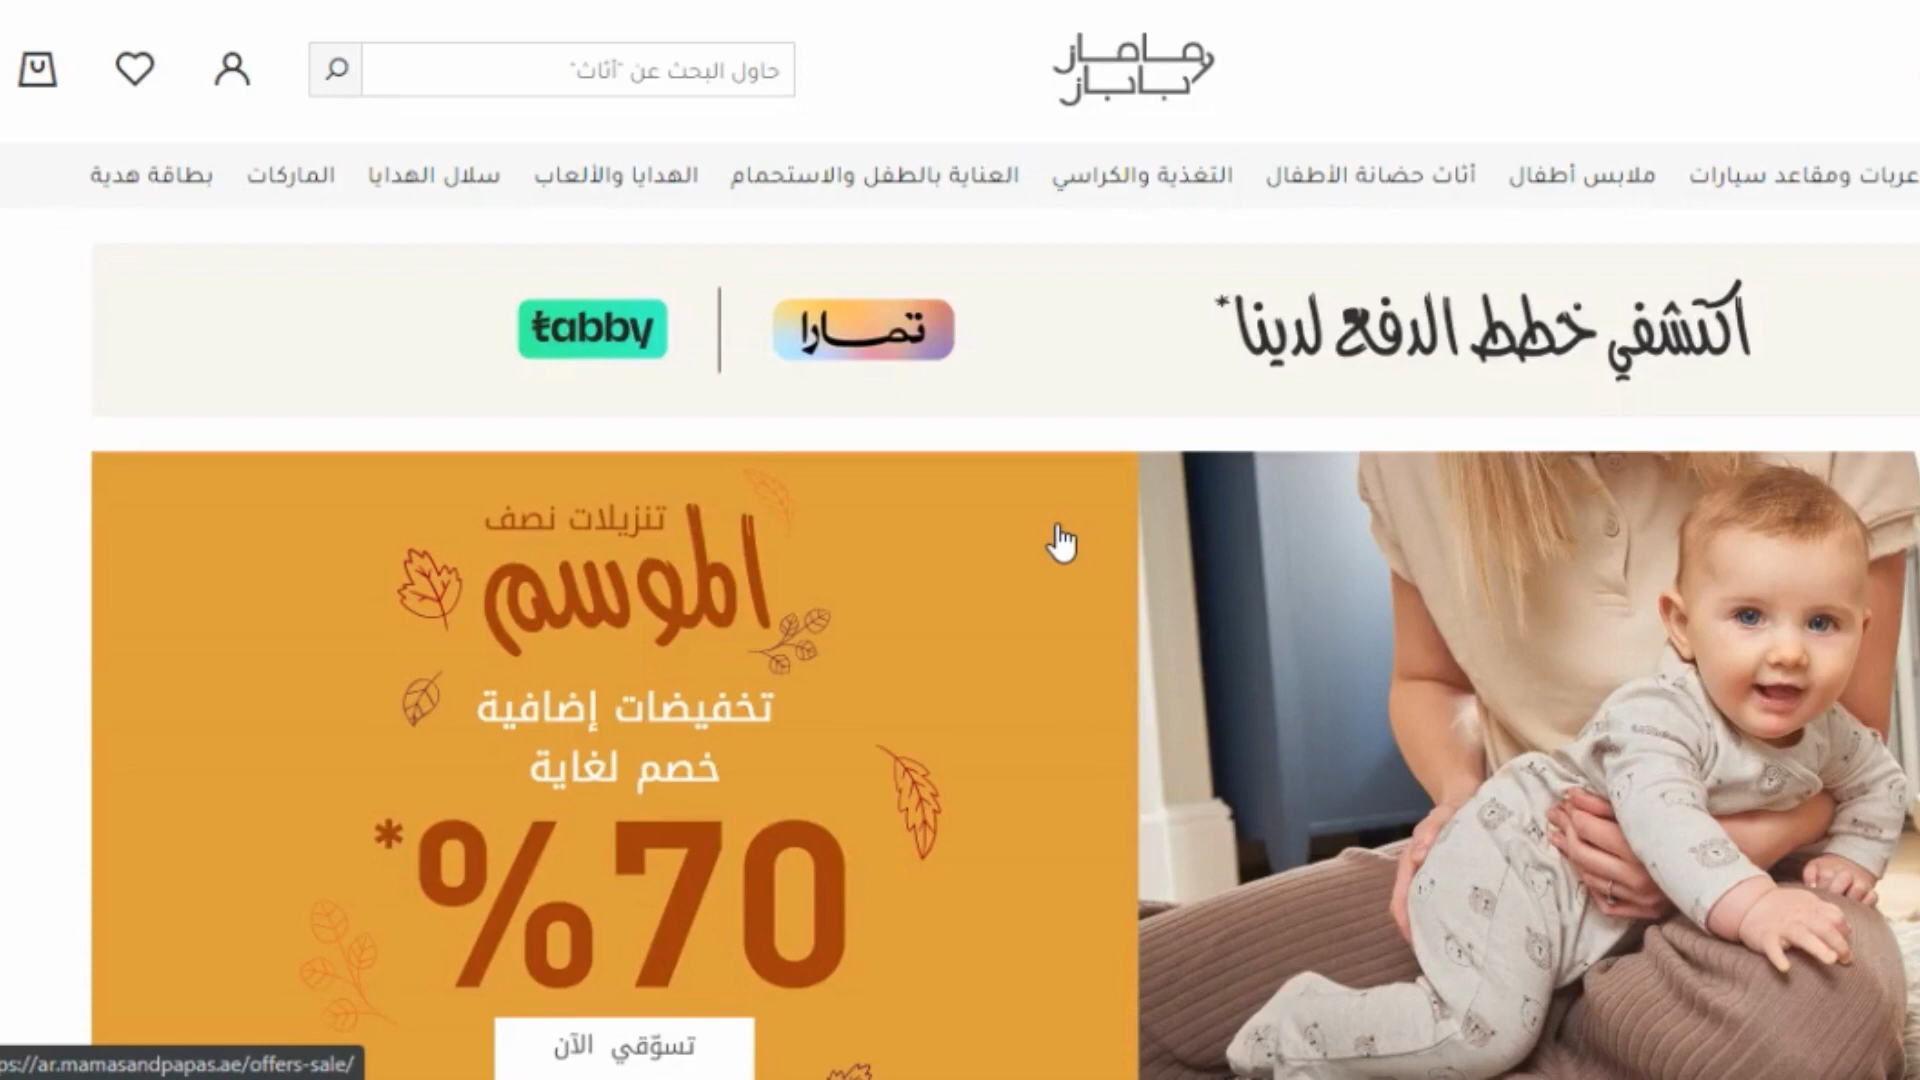 حاول البحث عن "أثاث"
ماماز
باباز
عربات ومقاعد سيارات
ملابس أطفال
أثاث حضانة الأطفال
التغذية والكراسي
العناية بالطفل والاستحمام
الهدايا والألعاب
سلال الهدايا
الماركات
بطاقة هدية
اكتشفي خطط الدفع لدينا*
تمارا
tabby
تنزيلات نصف
الموسم
تخفيضات إضافية
خصم لغاية
70%*
تسوّقي الآن
ps://ar.mamasandpapas.ae/offers-sale/